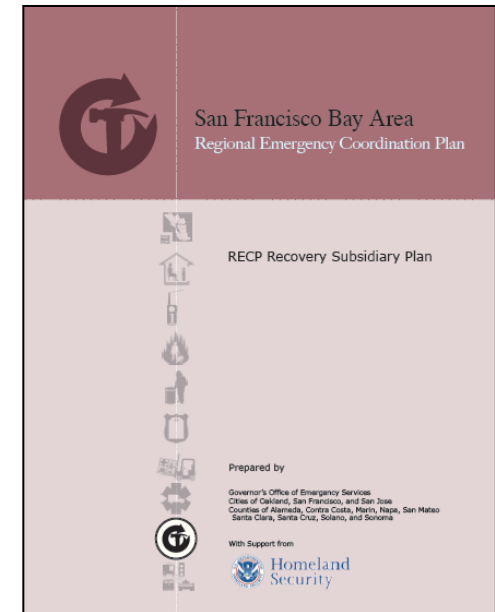 San Francisco Bay Area
Regional Emergency Coordination Plan
RECP Recovery Subsidiary Plan
Prepared by
Governor's Office of Emergency Services
Cities of Oakland, San Francisco, and San Jose
Counties of Alameda, Contra Costa, Marin, Napa, San Mateo
Santa Clara, Santa Cruz, Solano, and Sonoma
With Support from
Homeland
Security